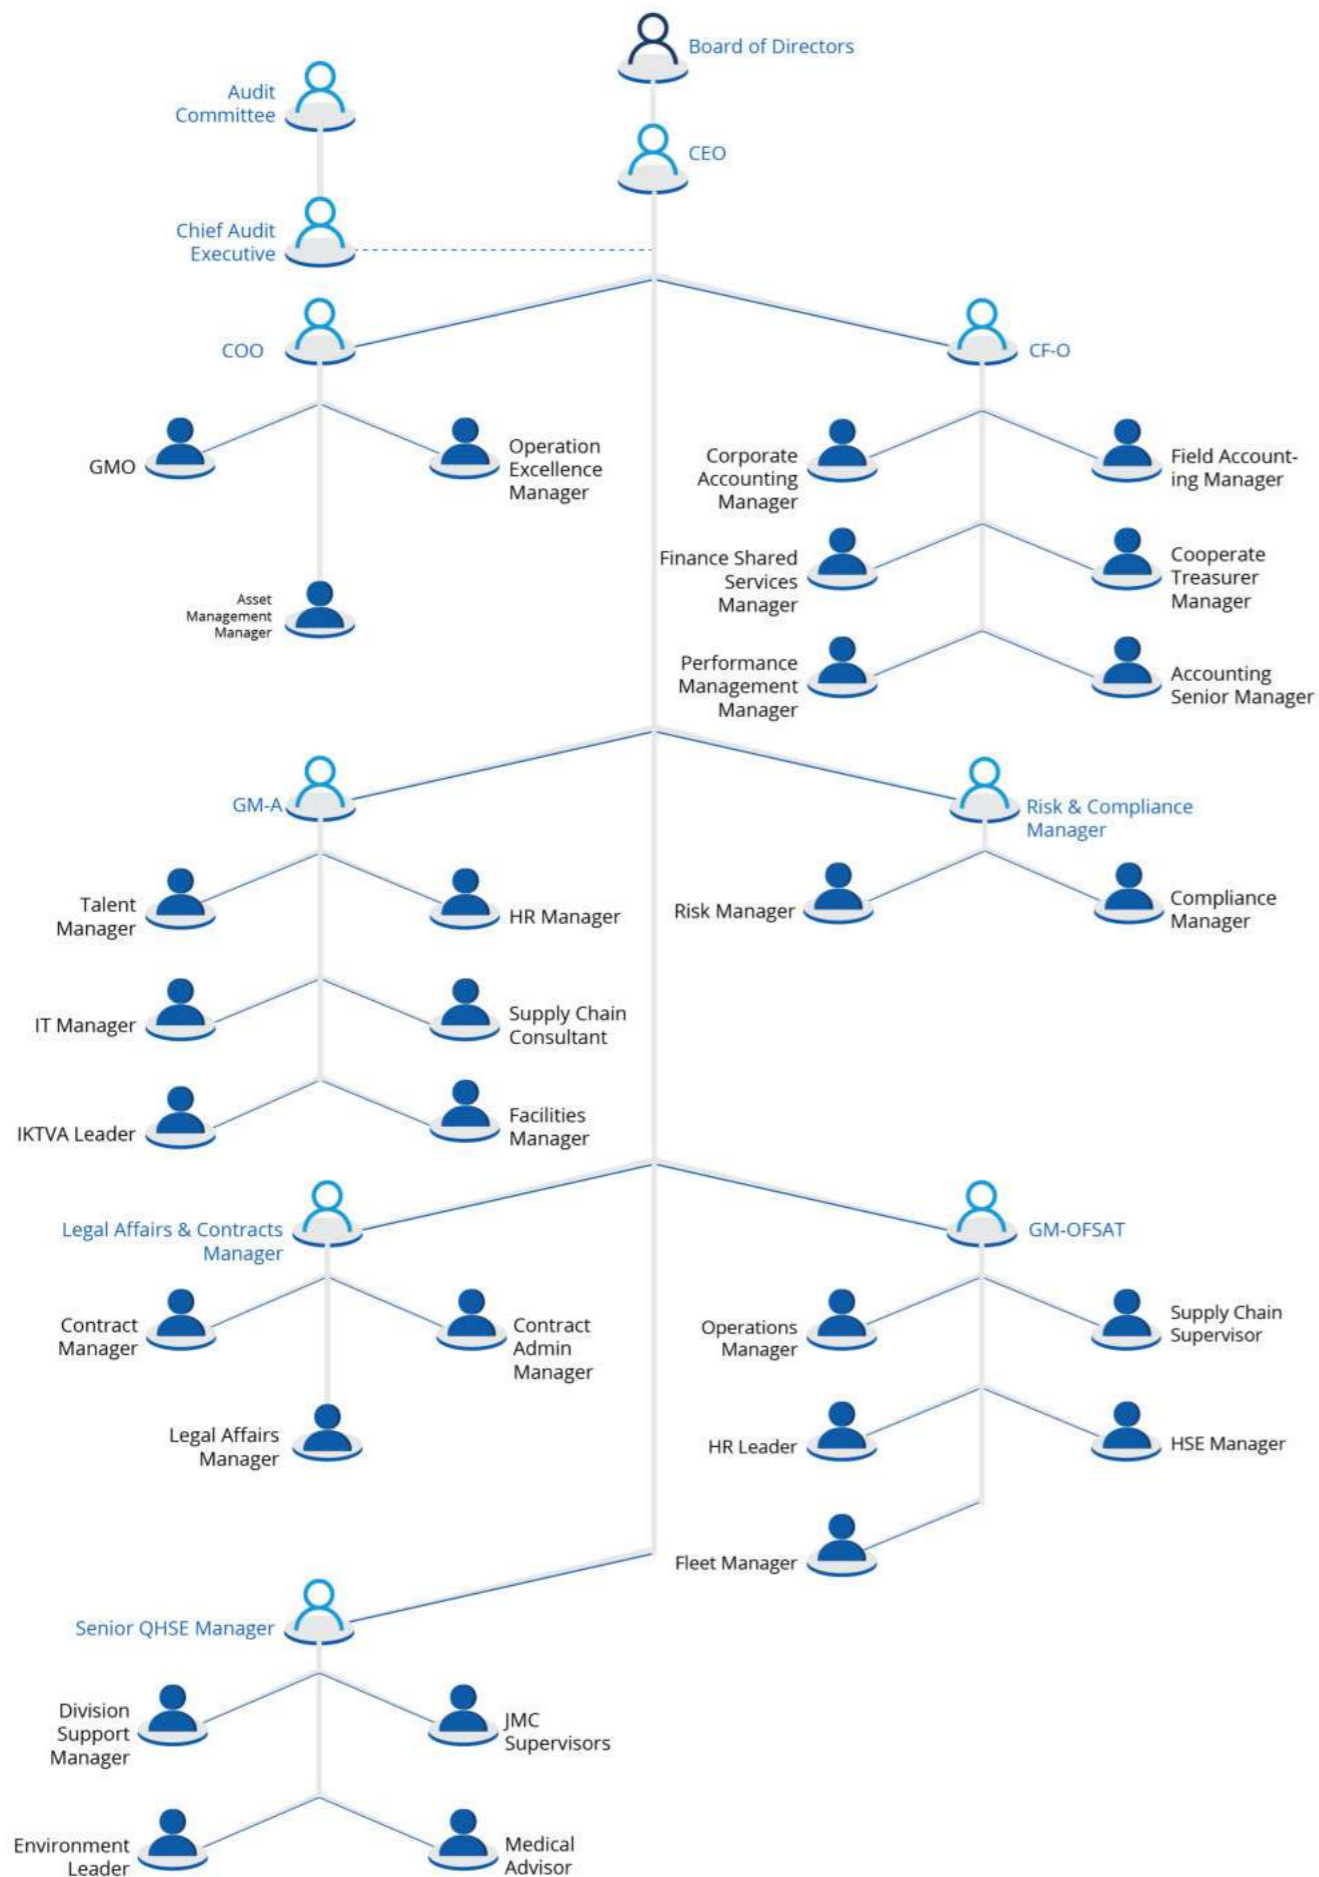 Board of Directors
Audit
Committee
CEO
Chief Audit
Executive
COO
CF-O
GMO
Operation
Excellence
Manager
Corporate
Accounting
Manager
Field Account-
ing Manager
Finance Shared
Services
Manager
Cooperate
Treasurer
Manager
Asset
Management
Manager
Performance
Management
Manager
Accounting
Senior Manager
GM-A
Risk & Compliance
Manager
Talent
Manager
HR Manager
Risk Manager
Compliance
Manager
IT Manager
Supply Chain
Consultant
IKTVA Leader
Facilities
Manager
Legal Affairs & Contracts
Manager
GM-OFSAT
Contract
Manager
Contract
Admin
Manager
Operations
Manager
Supply Chain
Supervisor
Legal Affairs
Manager
HR Leader
HSE Manager
Fleet Manager
Senior QHSE Manager
Division
Support
Manager
JMC
Supervisors
Environment
Leader
Medical
Advisor